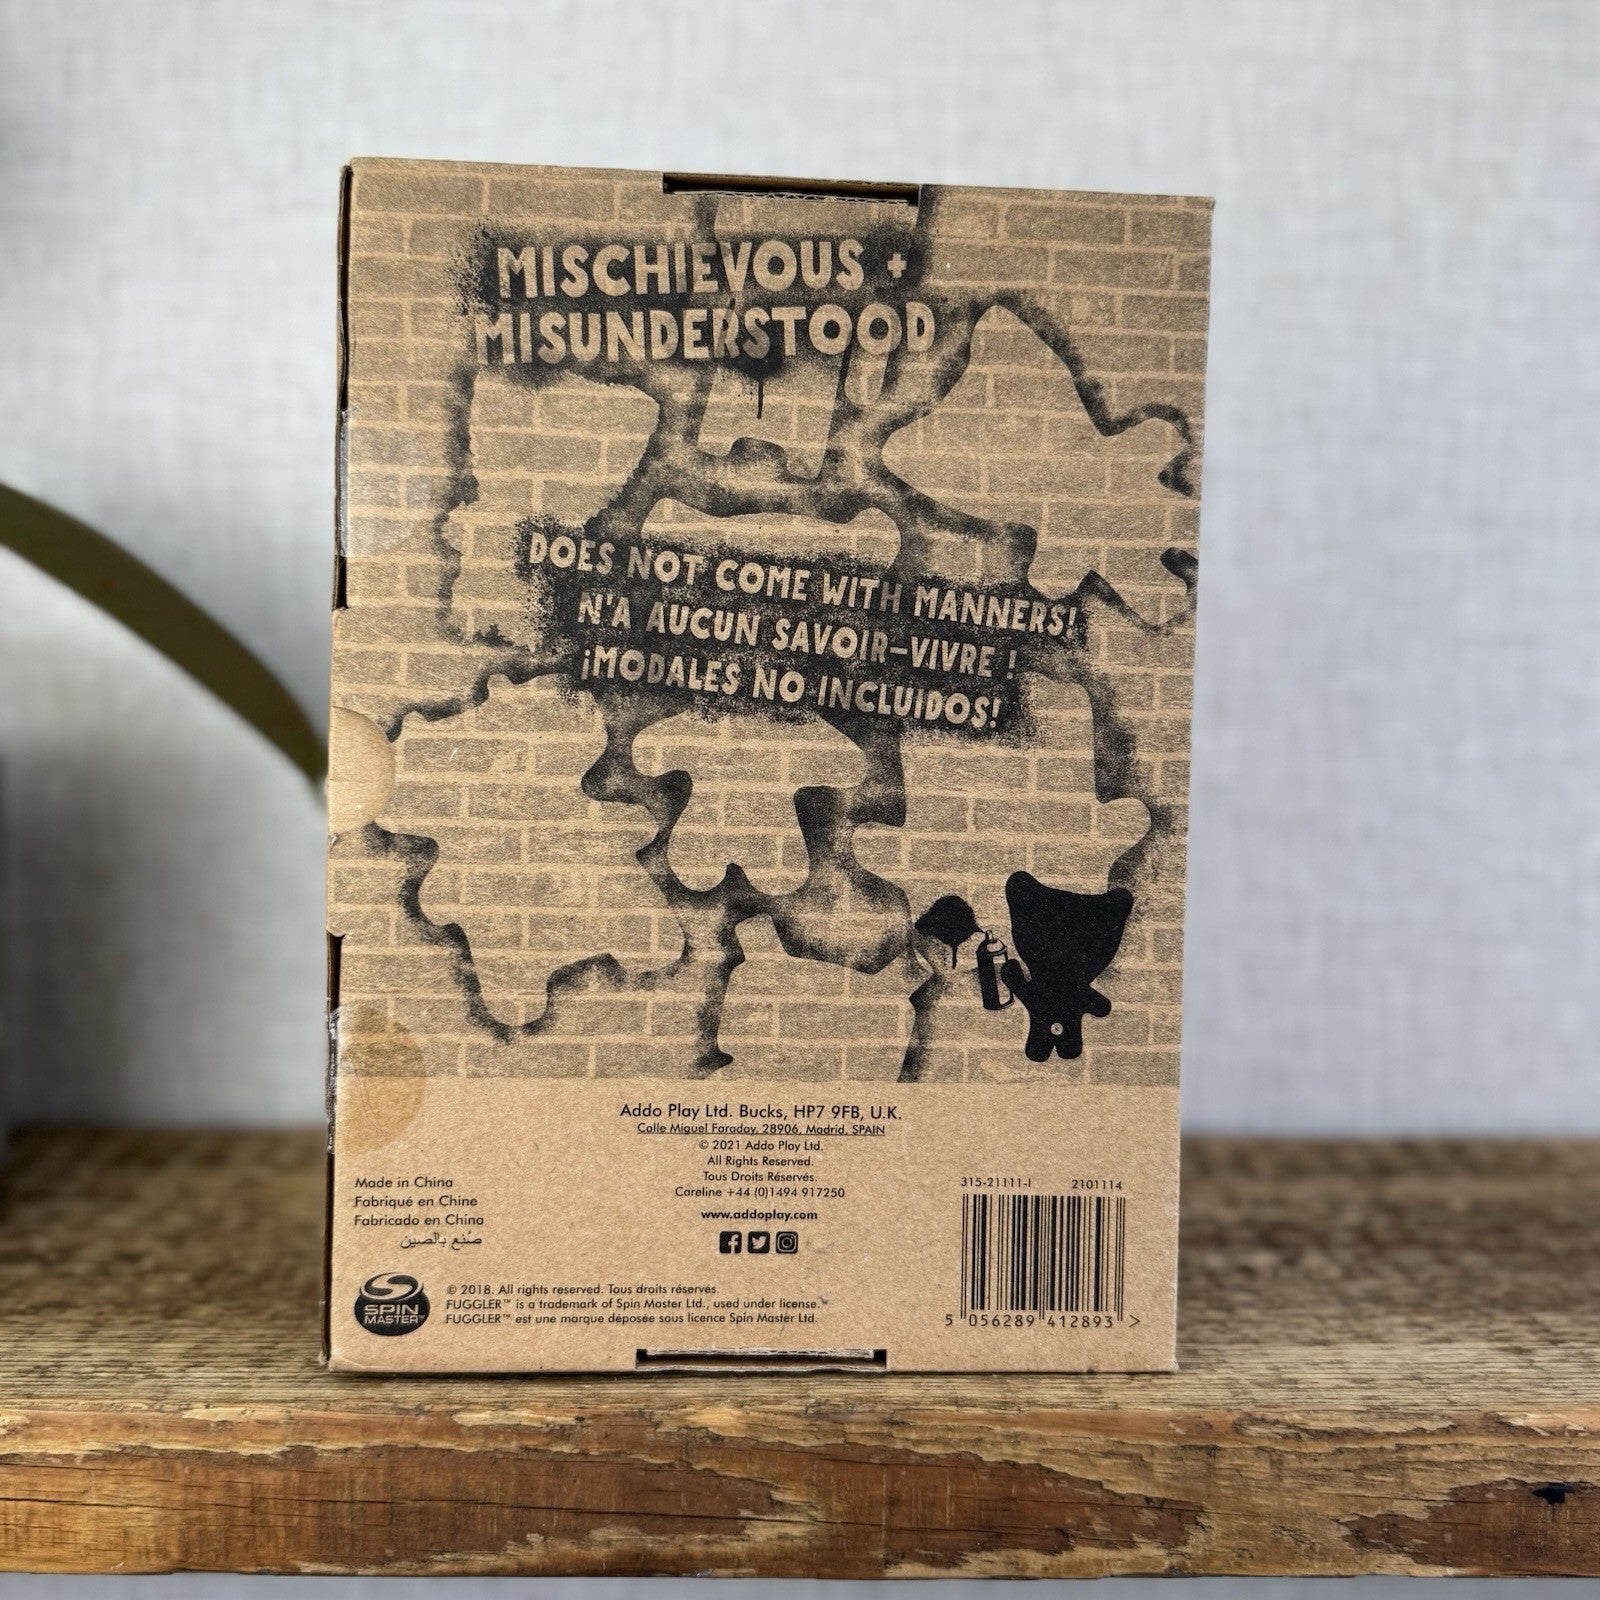 MISCHIEVOUS +
MISUNDERSTOOD™
DOES NOT COME WITH MANNERS!
N'A AUCUN SAVOIR-VIVRE !
¡MODALES NO INCLUIDOS!
Addo Play Ltd. Bucks, HP7 9FB, U.K.
Calle Miguel Faraday, 28906, Madrid, SPAIN
© 2021 Addo Play Ltd.
All Rights Reserved.
Tous Droits Réservés.
Careline +44 (0)1494 917250
www.addoplay.com
Made in China
Fabriqué en Chine
Fabricado en China
صُنع بالصين
315-21111-I 2101114
5 056289 412893 >
SPIN
MASTER™
© 2018. All rights reserved. Tous droits réservés.
FUGGLER™ is a trademark of Spin Master Ltd., used under license.
FUGGLER™ est une marque déposée sous licence Spin Master Ltd.